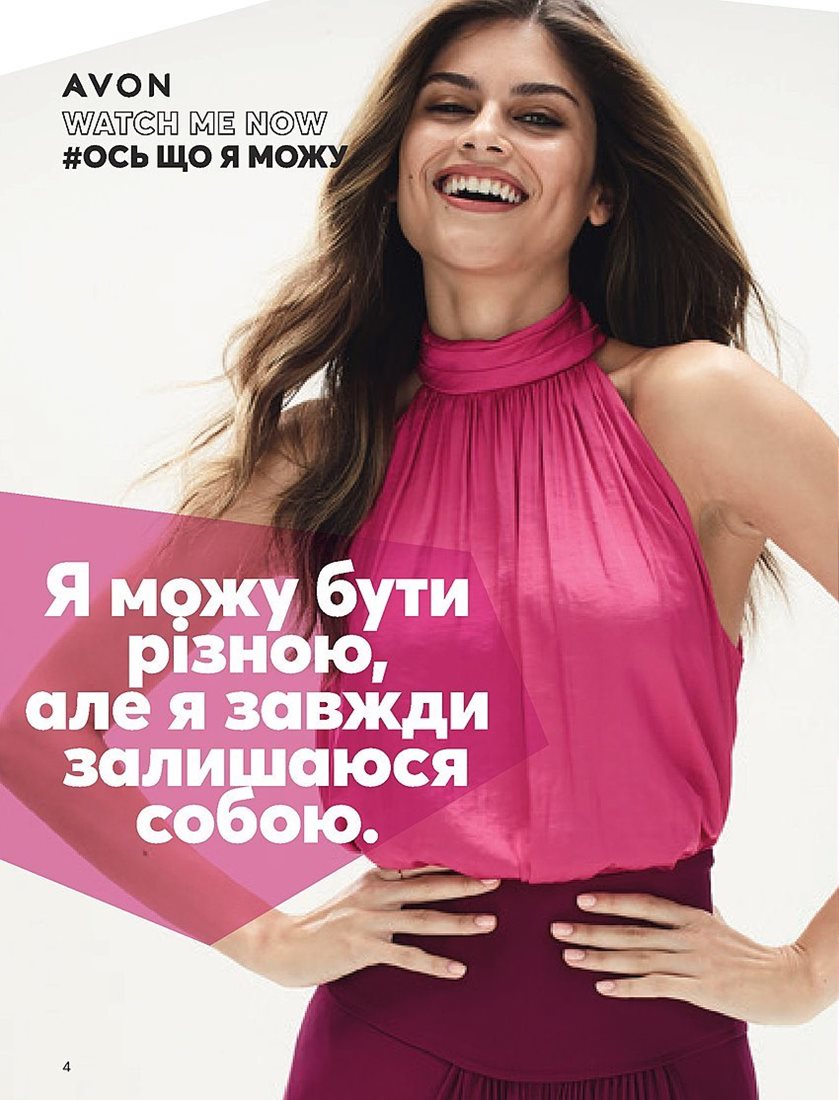 AVON
WATCH ME NOW
#ОСЬ ЩО Я МОЖУ
Я можу бути
різною,
але я завжди
залишаюся
собою.
4